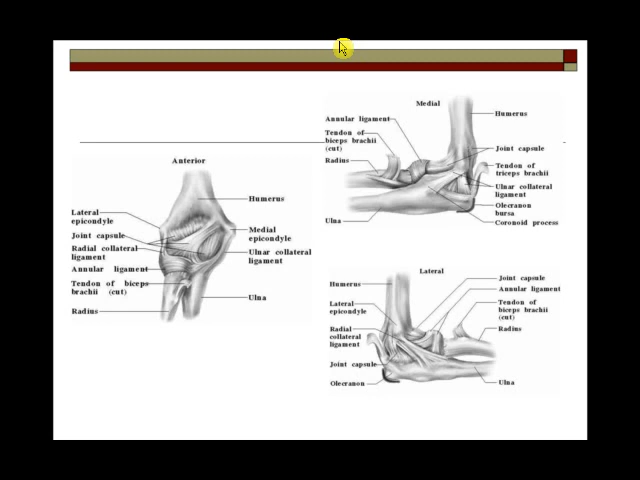 Anterior
Humerus
Lateral
epicondyle
Joint capsule
Medial
epicondyle
Radial collateral
ligament
Ulnar collateral
ligament
Annular ligament
Tendon of biceps
brachii (cut)
Ulna
Radius
Medial
Humerus
Annular ligament
Tendon of
biceps brachii
(cut)
Radius
Joint capsule
Tendon of
triceps brachii
Ulnar collateral
ligament
Olecranon
bursa
Coronoid process
Ulna
Lateral
Humerus
Joint capsule
Annular ligament
Lateral
epicondyle
Tendon of
biceps brachii
(cut)
Radial
collateral
ligament
Radius
Joint capsule
Olecranon
Ulna